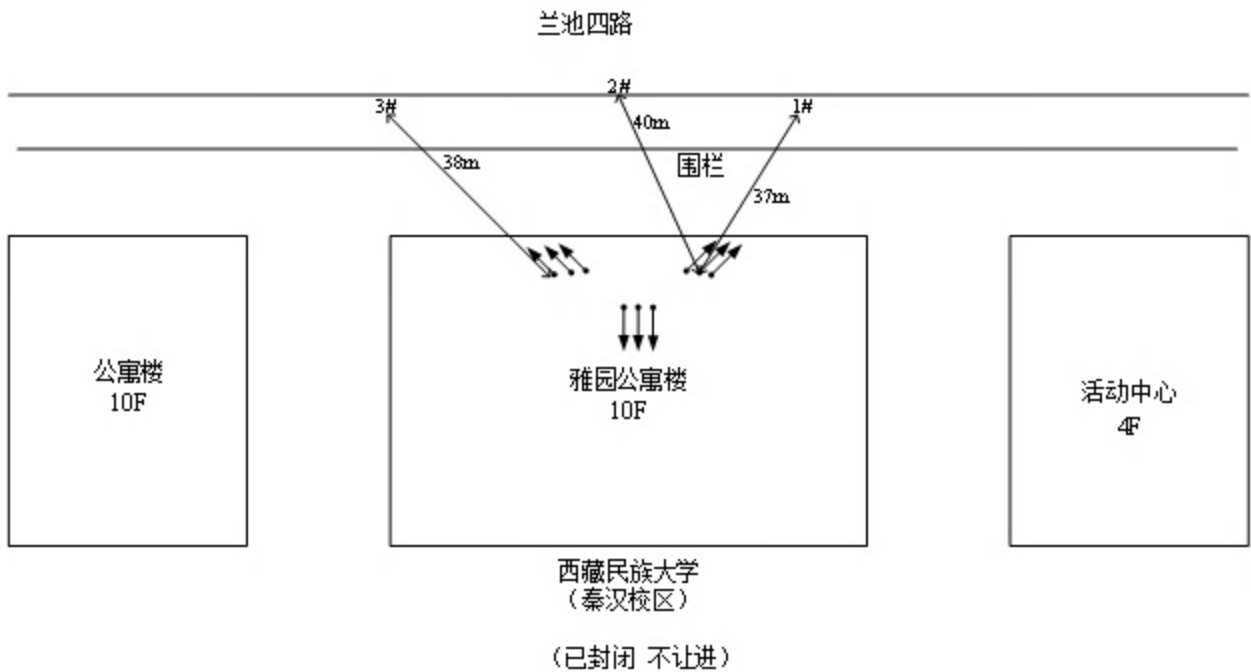 兰池四路
2#
3#
1#
40m
38m
围栏
37m
公寓楼
10F
雅园公寓楼
10F
活动中心
4F
西藏民族大学
（秦汉校区）
（已封闭 不让进）